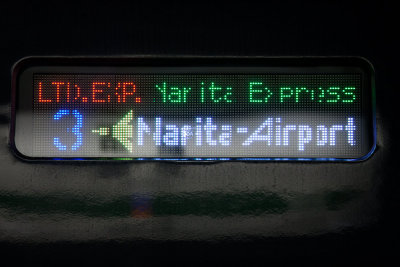 LTD.EXP. Narita Express
3 Narita-Airport